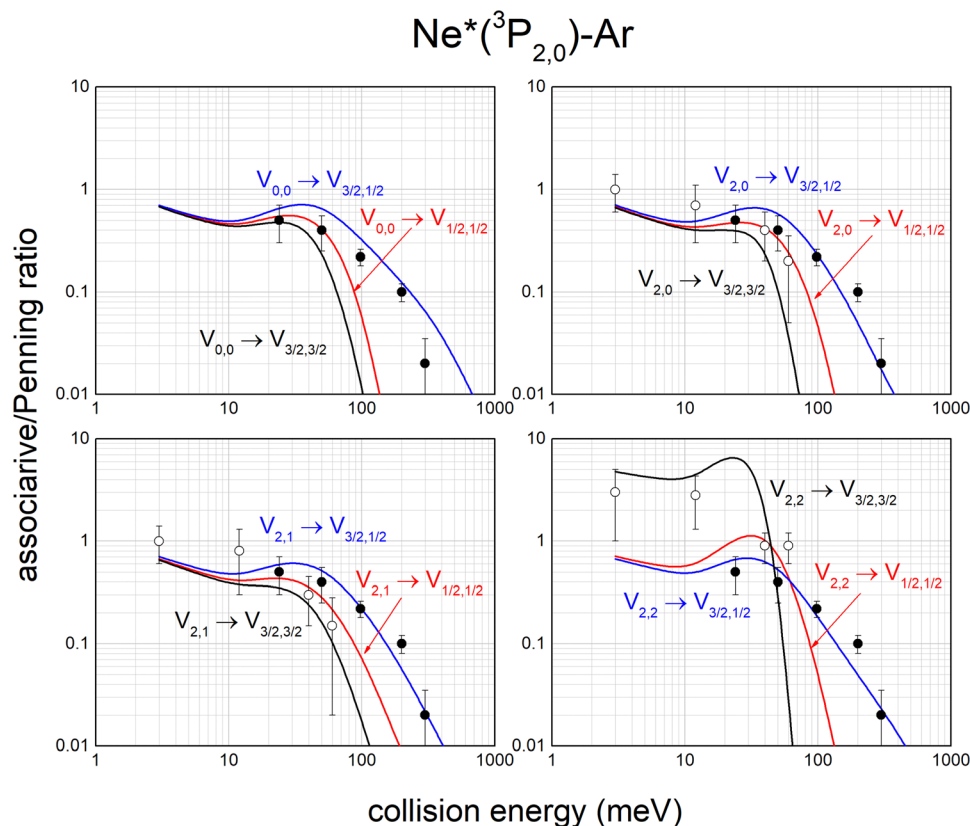 Ne*(³P₂,₀)-Ar
associarive/Penning ratio
10
1
0.1
0.01
1
10
100
1000
V₀,₀ → V₃/₂,₁/₂
V₀,₀ → V₁/₂,₁/₂
V₀,₀ → V₃/₂,₃/₂
10
1
0.1
0.01
1
10
100
1000
V₂,₀ → V₃/₂,₁/₂
V₂,₀ → V₁/₂,₁/₂
V₂,₀ → V₃/₂,₃/₂
10
1
0.1
0.01
1
10
100
1000
V₂,₁ → V₃/₂,₁/₂
V₂,₁ → V₁/₂,₁/₂
V₂,₁ → V₃/₂,₃/₂
10
1
0.1
0.01
1
10
100
1000
V₂,₂ → V₃/₂,₃/₂
V₂,₂ → V₁/₂,₁/₂
V₂,₂ → V₃/₂,₁/₂
collision energy (meV)